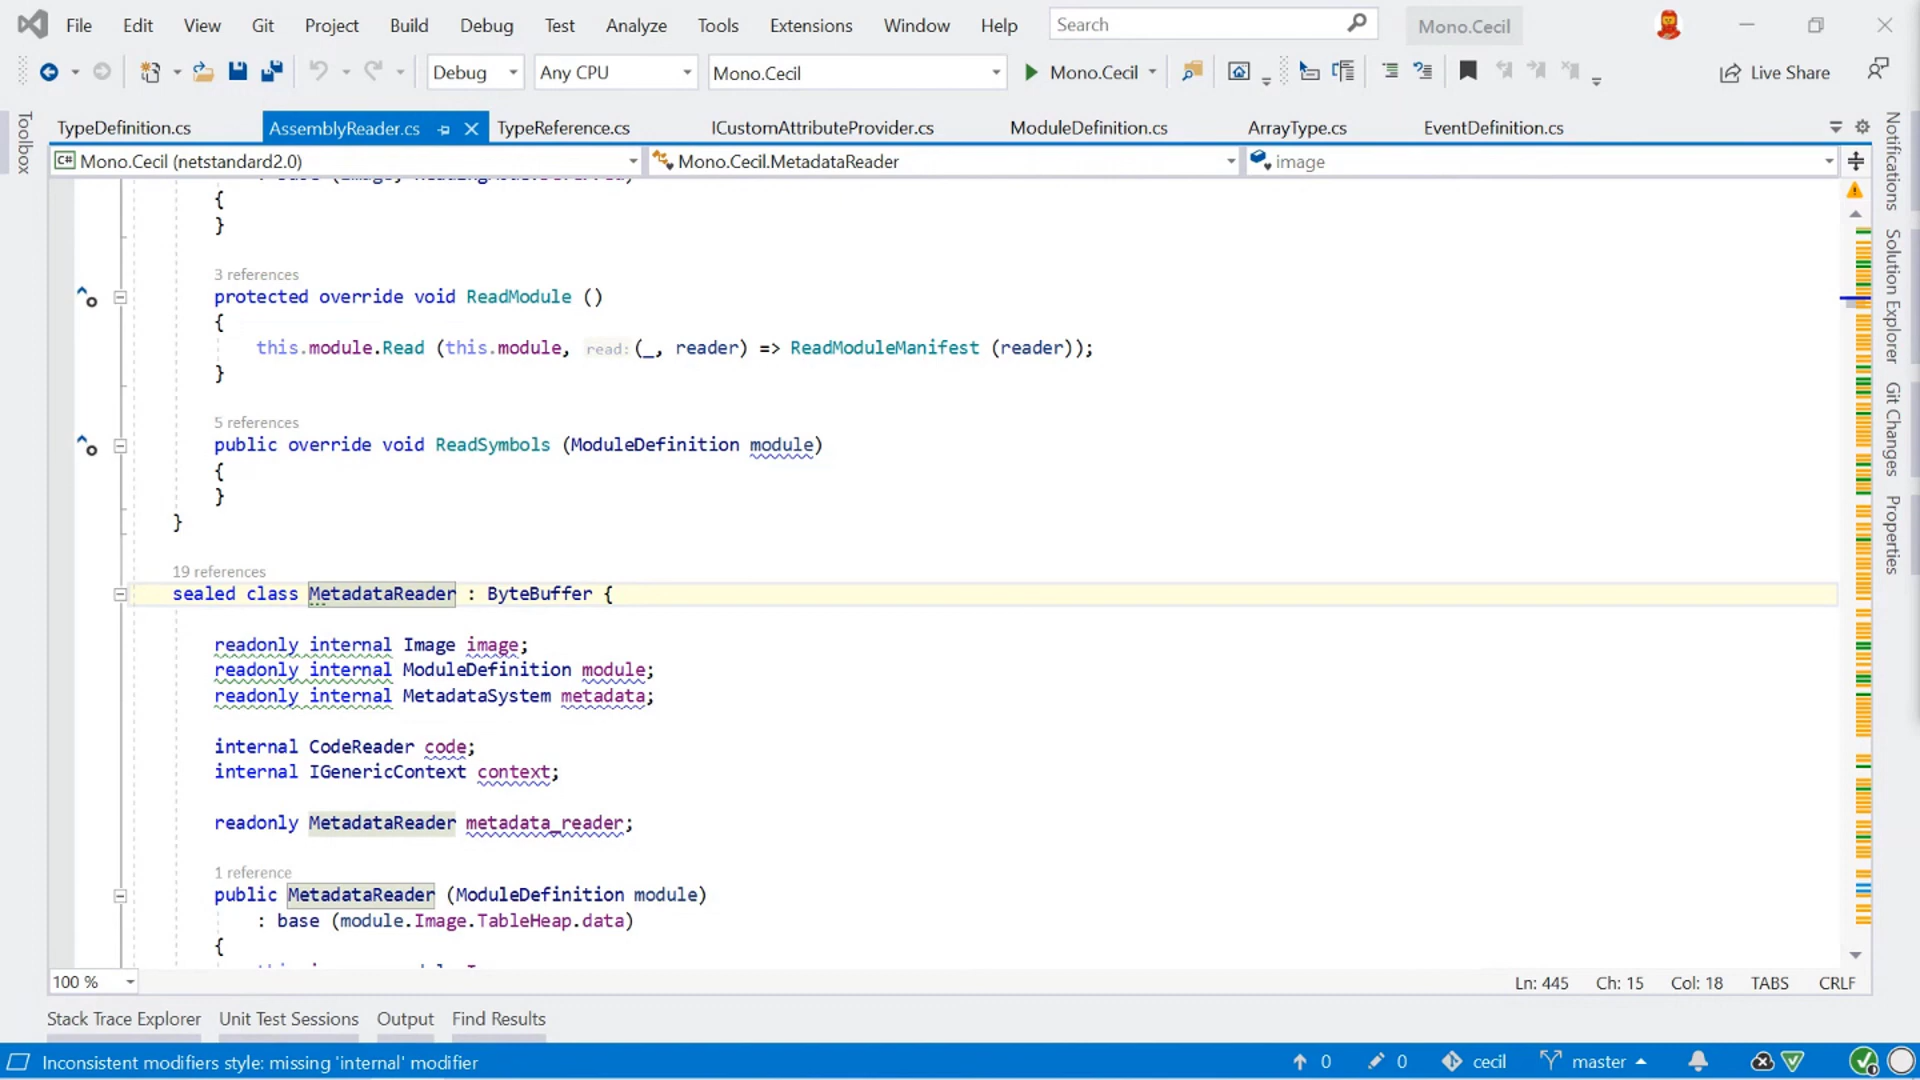 File Edit View Git Project Build Debug Test Analyze Tools Extensions Window Help Search Mono.Cecil
Debug Any CPU Mono.Cecil Mono.Cecil Live Share
TypeDefinition.cs AssemblyReader.cs TypeReference.cs ICustomAttributeProvider.cs ModuleDefinition.cs ArrayType.cs EventDefinition.cs
C# Mono.Cecil (netstandard2.0) Mono.Cecil.MetadataReader image
Toolbox
{
}
3 references
protected override void ReadModule ()
{
this.module.Read (this.module, read: (_, reader) => ReadModuleManifest (reader));
}
5 references
public override void ReadSymbols (ModuleDefinition module)
{
}
}
19 references
sealed class MetadataReader : ByteBuffer {
readonly internal Image image;
readonly internal ModuleDefinition module;
readonly internal MetadataSystem metadata;
internal CodeReader code;
internal IGenericContext context;
readonly MetadataReader metadata_reader;
1 reference
public MetadataReader (ModuleDefinition module)
: base (module.Image.TableHeap.data)
{
Notifications
Solution Explorer
Git Changes
Properties
100 % Ln: 445 Ch: 15 Col: 18 TABS CRLF
Stack Trace Explorer Unit Test Sessions Output Find Results
Inconsistent modifiers style: missing 'internal' modifier 0 0 cecil master